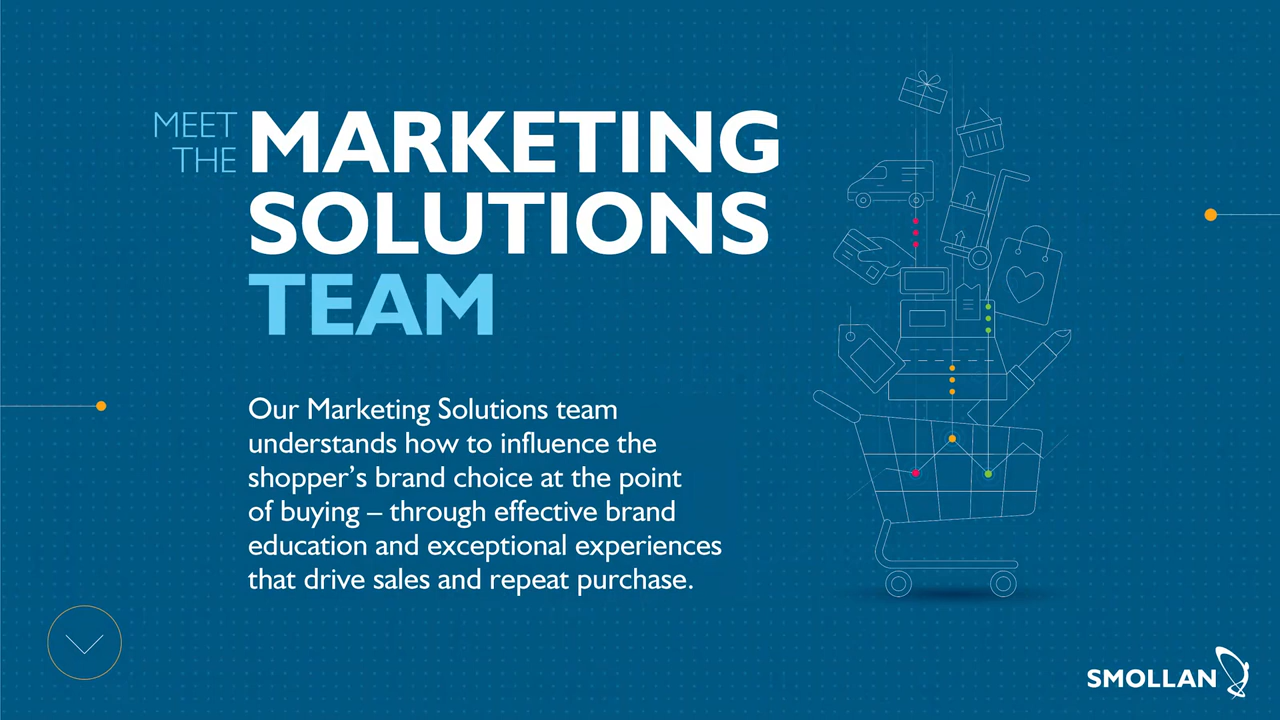 MEET
THE
MARKETING
SOLUTIONS
TEAM
Our Marketing Solutions team
understands how to influence the
shopper’s brand choice at the point
of buying – through effective brand
education and exceptional experiences
that drive sales and repeat purchase.
SMOLLAN